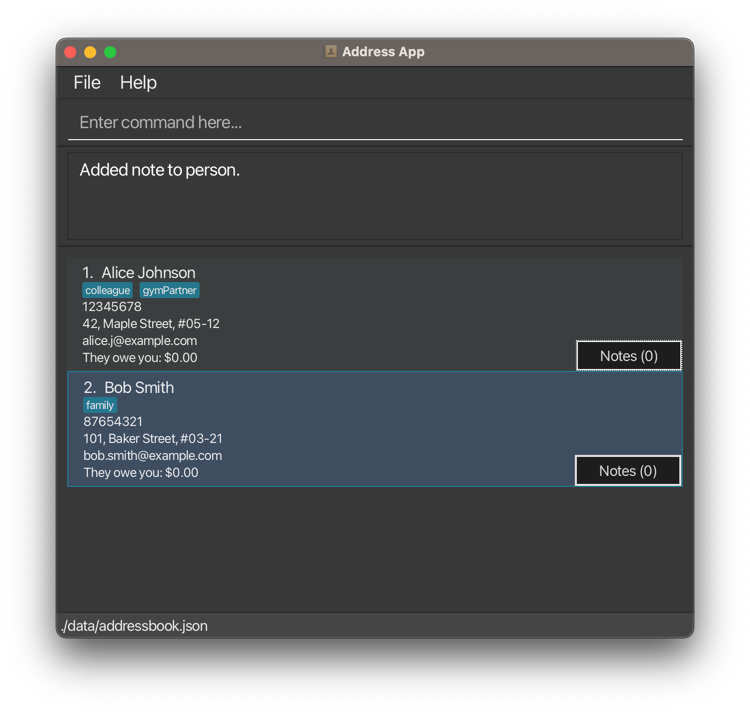 Address App
File Help
Enter command here...
Added note to person.
1. Alice Johnson
colleague gymPartner
12345678
42, Maple Street, #05-12
alice.j@example.com
They owe you: $0.00
Notes (0)
2. Bob Smith
family
87654321
101, Baker Street, #03-21
bob.smith@example.com
They owe you: $0.00
Notes (0)
./data/addressbook.json